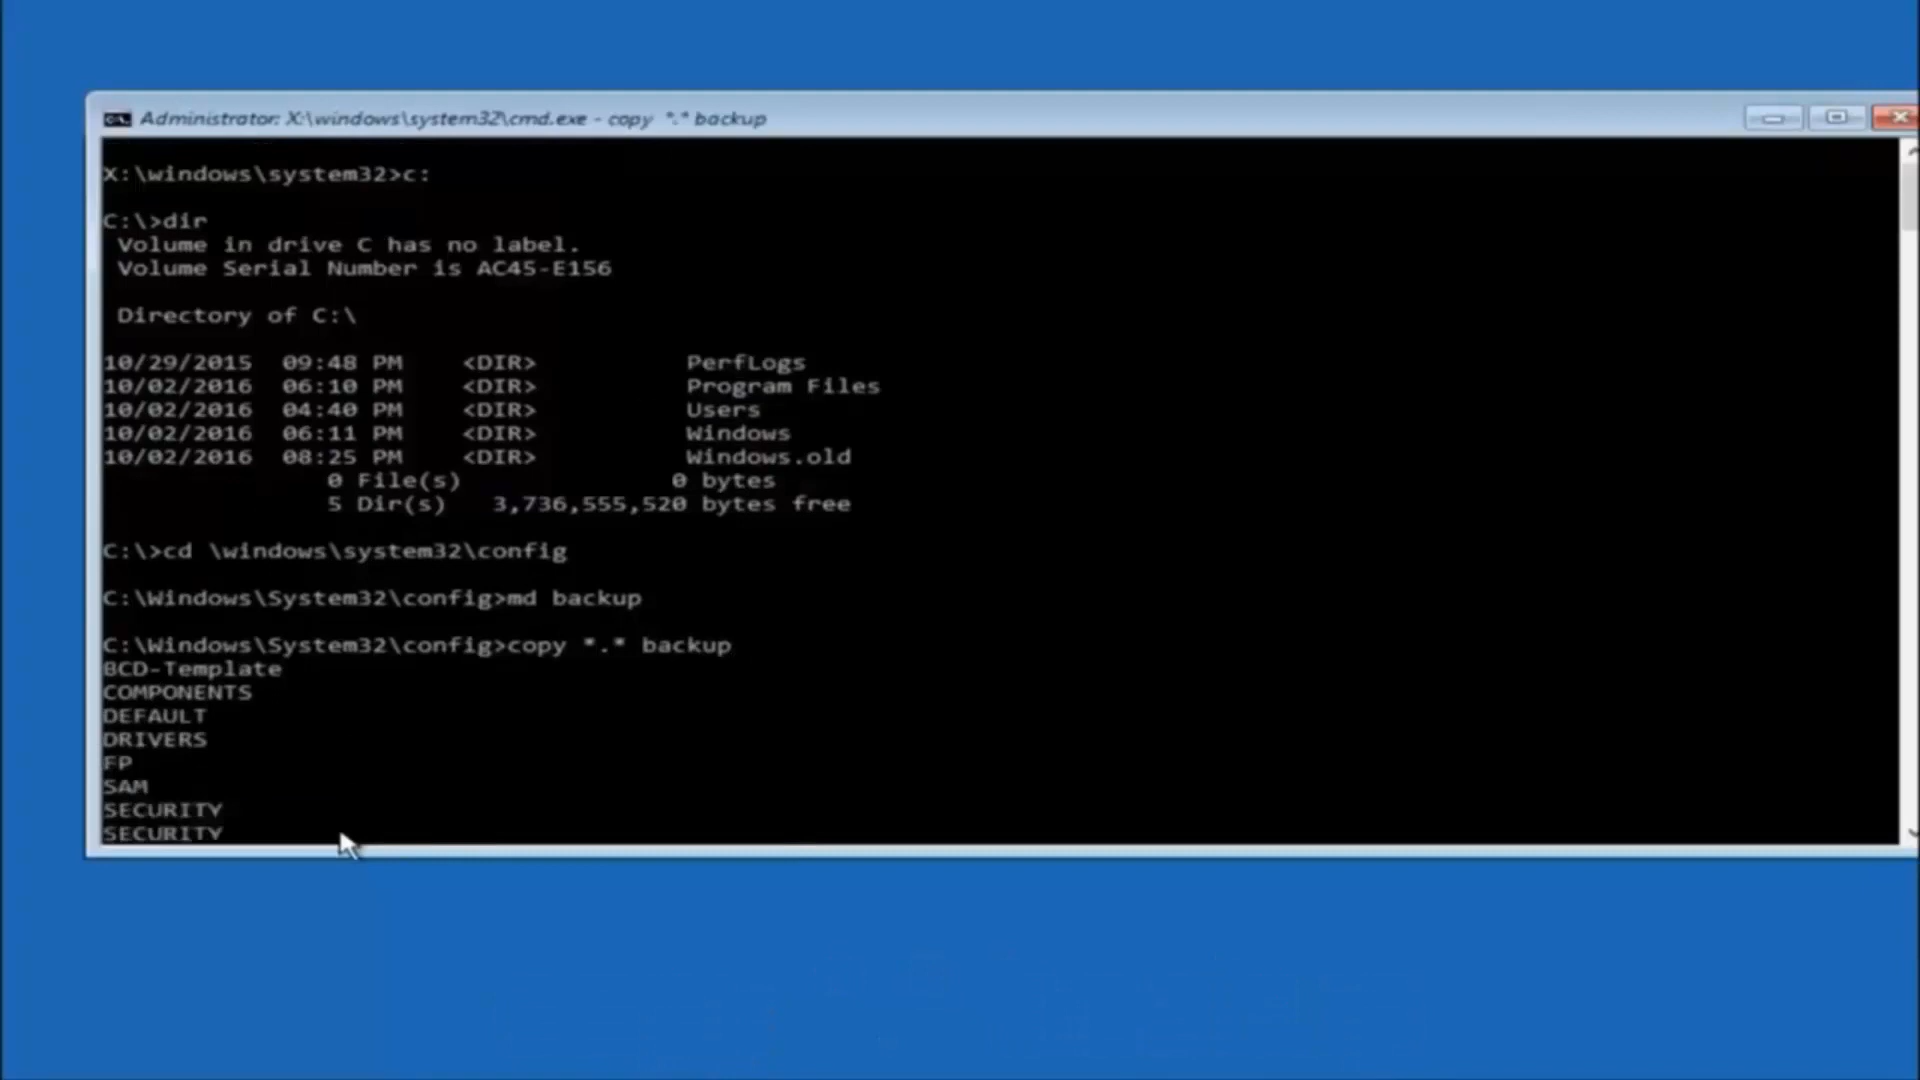 Administrator: X:\windows\system32\cmd.exe - copy *.* backup
X:\windows\system32>c:
C:\>dir
Volume in drive C has no label.
Volume Serial Number is AC45-E156
Directory of C:\
10/29/2015 09:48 PM <DIR> PerfLogs
10/02/2016 06:10 PM <DIR> Program Files
10/02/2016 04:40 PM <DIR> Users
10/02/2016 06:11 PM <DIR> Windows
10/02/2016 08:25 PM <DIR> Windows.old
0 File(s) 0 bytes
5 Dir(s) 3,736,555,520 bytes free
C:\>cd \windows\system32\config
C:\Windows\System32\config>md backup
C:\Windows\System32\config>copy *.* backup
BCD-Template
COMPONENTS
DEFAULT
DRIVERS
FP
SAM
SECURITY
SECURITY